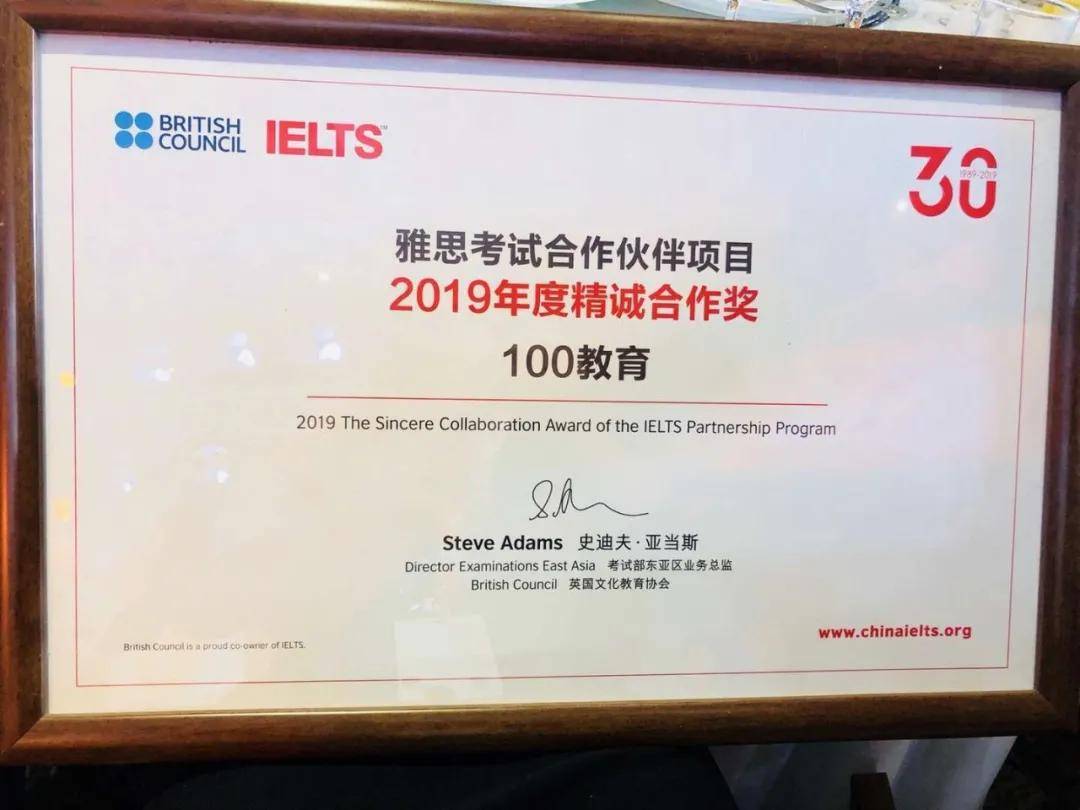 BRITISH
COUNCIL
IELTS™
30
1989-2019
雅思考试合作伙伴项目
2019年度精诚合作奖
100教育
2019 The Sincere Collaboration Award of the IELTS Partnership Program
Steve Adams 史迪夫·亚当斯
Director Examinations East Asia 考试部东亚区业务总监
British Council 英国文化教育协会
British Council is a proud co-owner of IELTS.
www.chinaielts.org